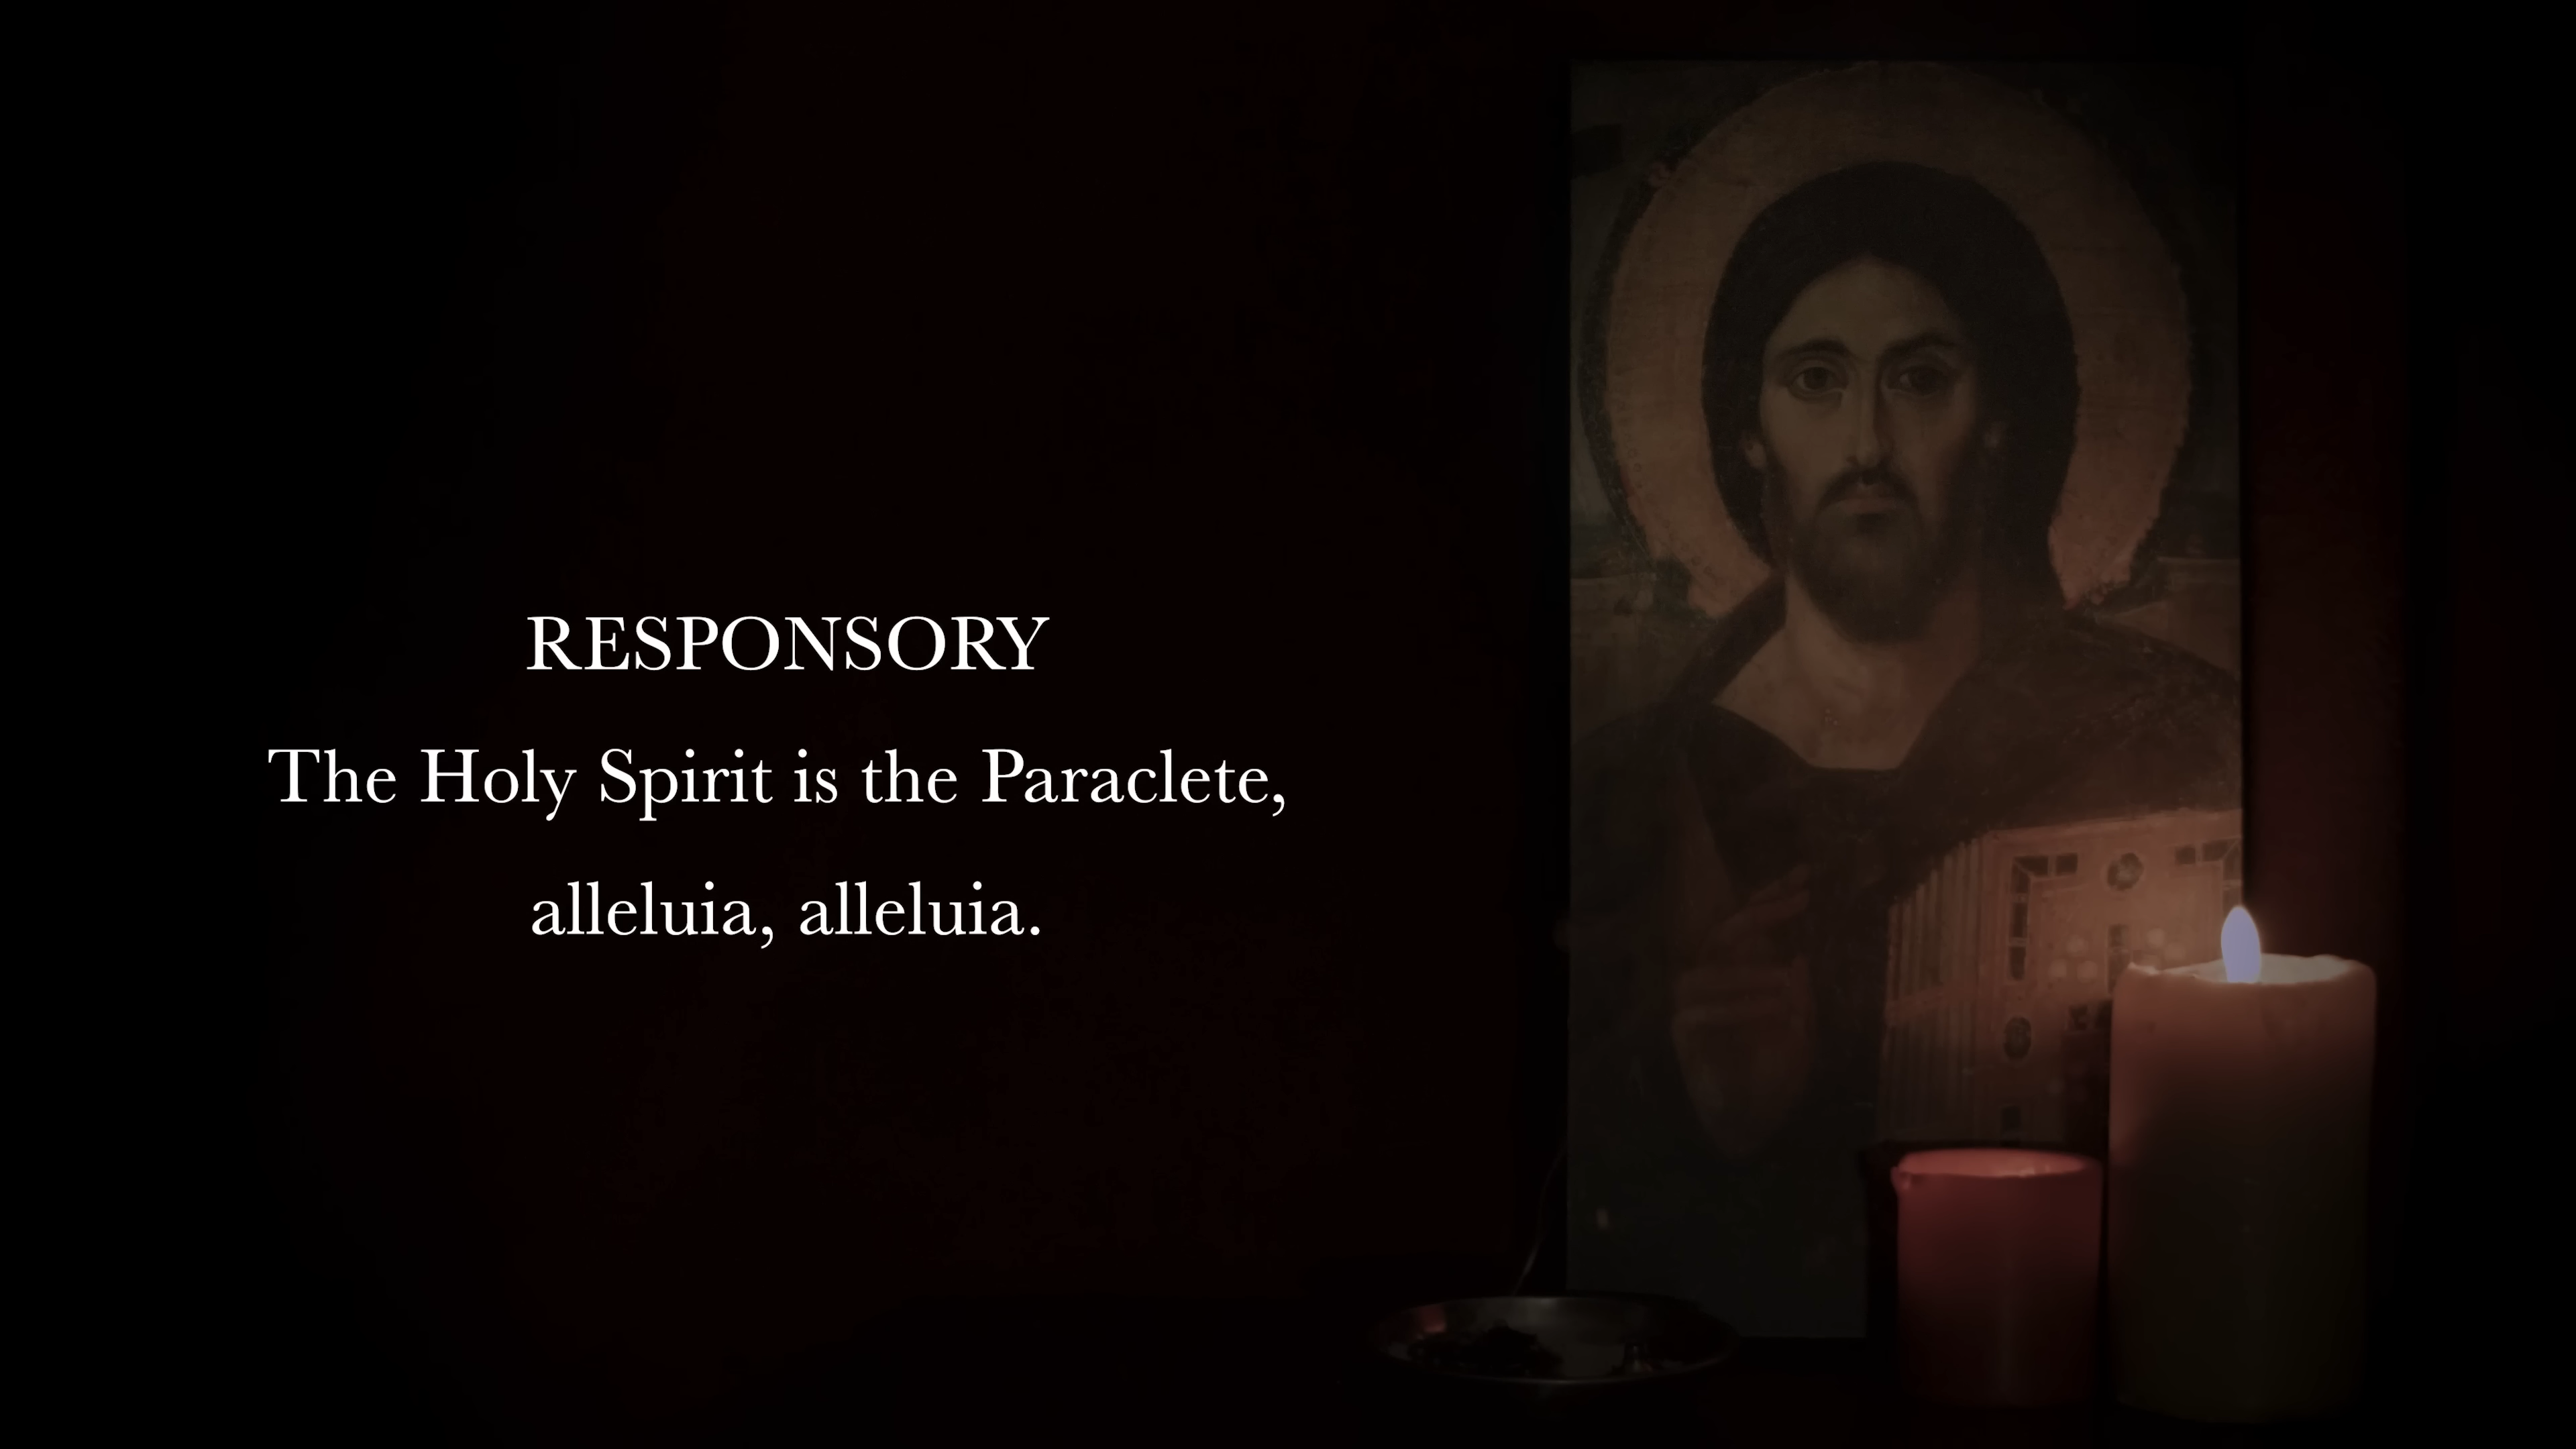 RESPONSORY
The Holy Spirit is the Paraclete,
alleluia, alleluia.